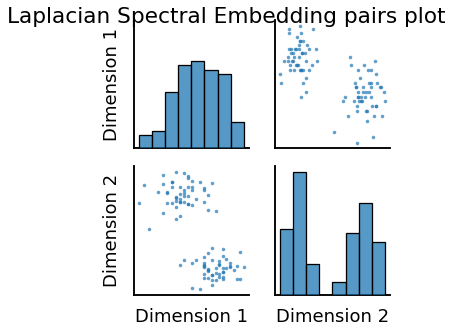 Laplacian Spectral Embedding pairs plot
Dimension 1
Dimension 2
Dimension 1
Dimension 2